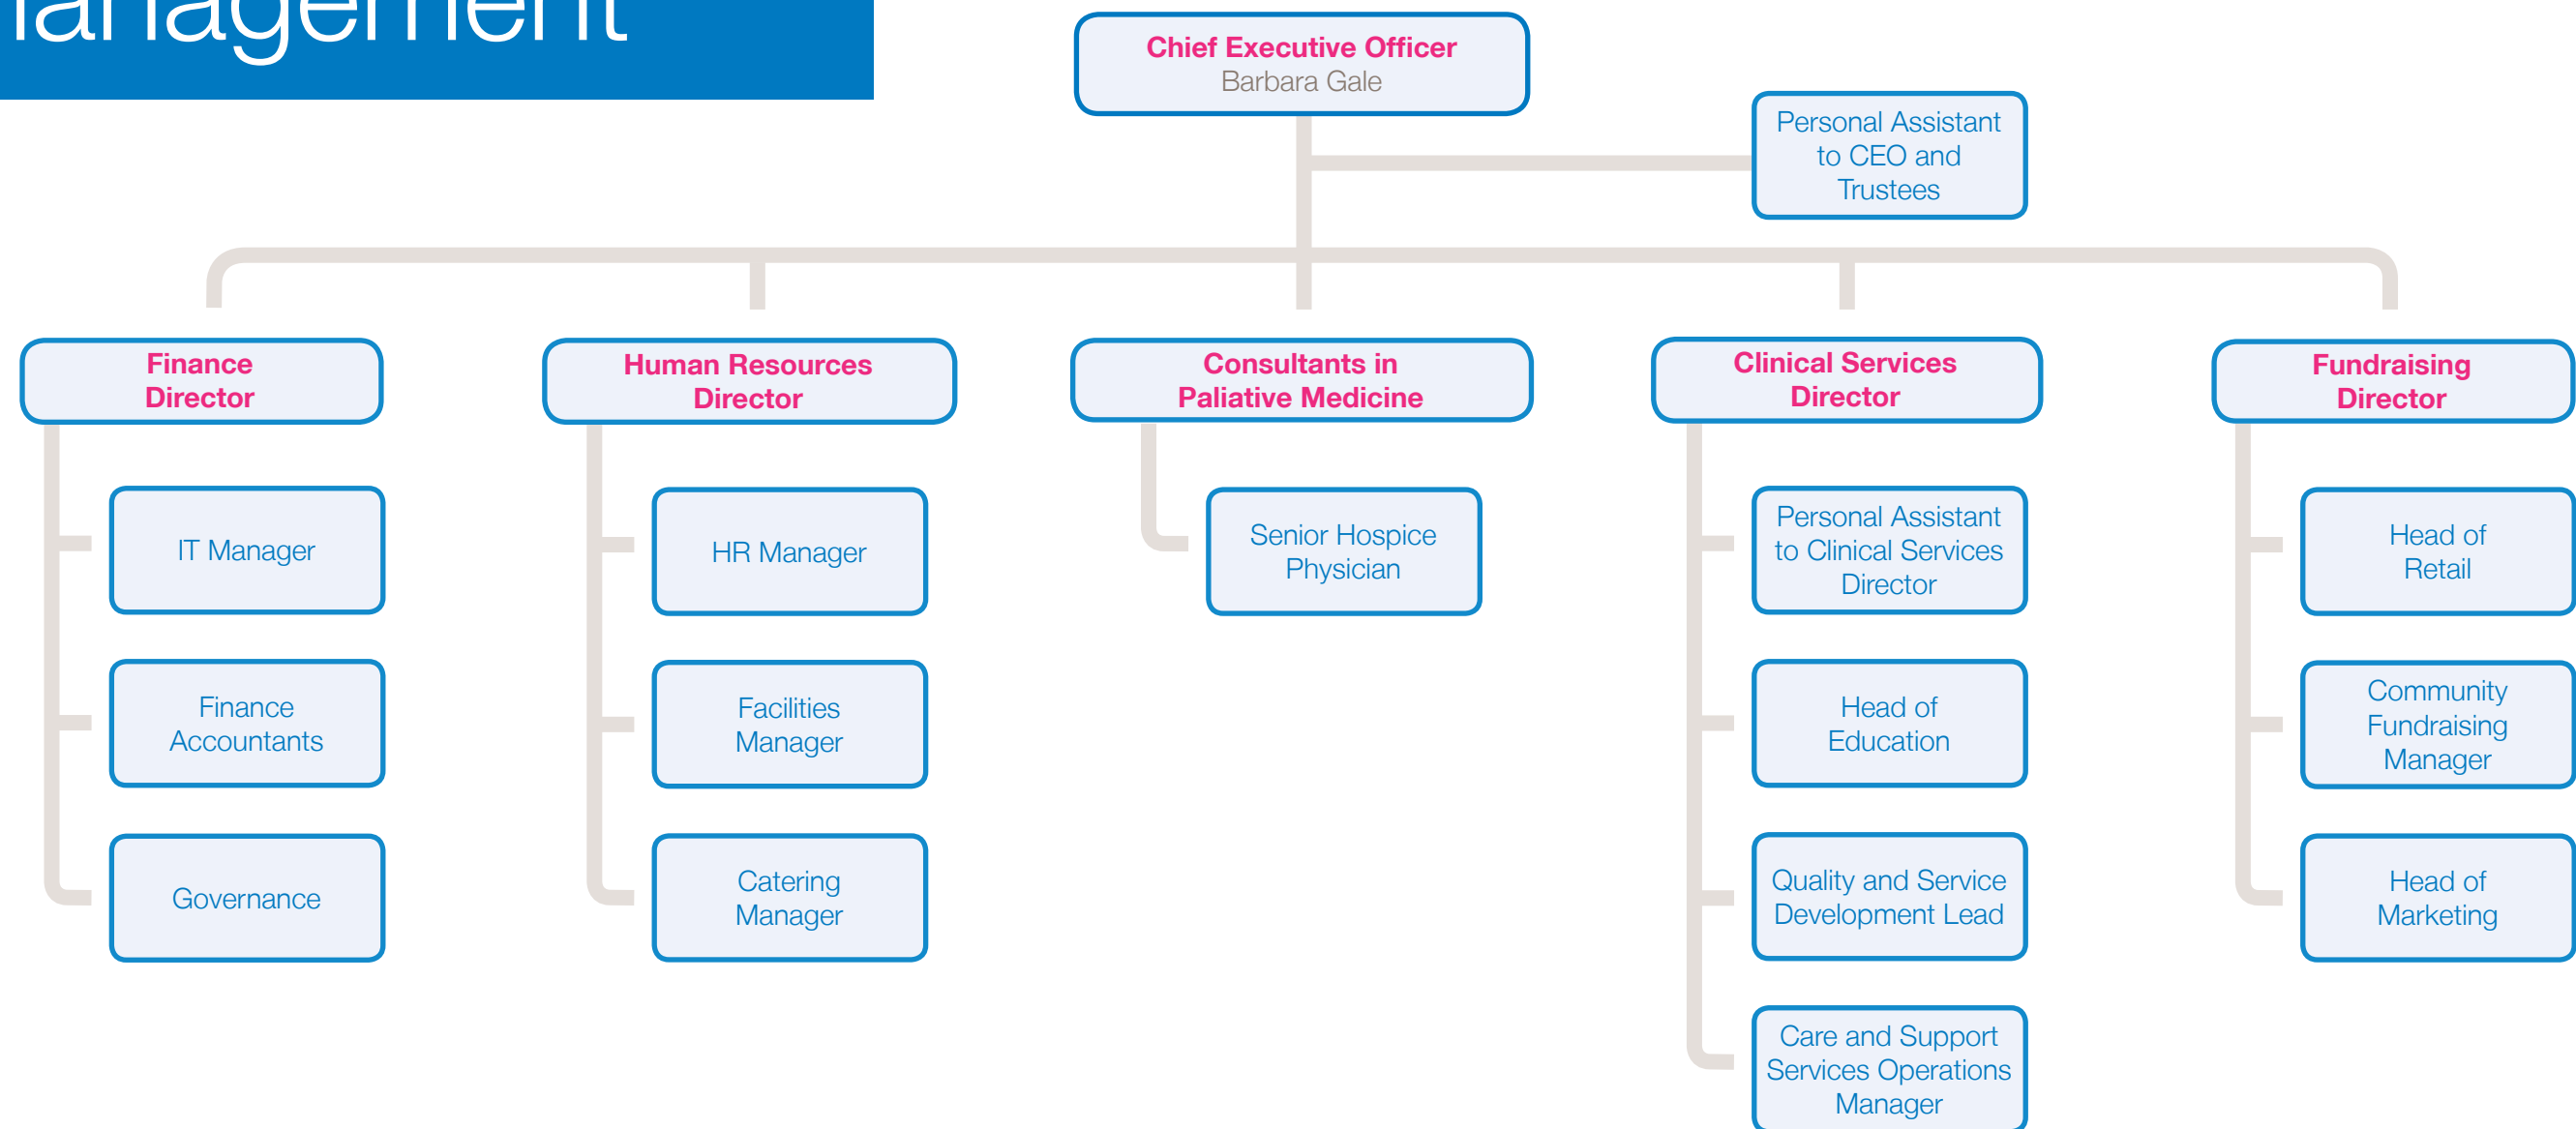 Chief Executive Officer
Barbara Gale
Personal Assistant
to CEO and
Trustees
Finance
Director
IT Manager
Finance
Accountants
Governance
Human Resources
Director
HR Manager
Facilities
Manager
Catering
Manager
Consultants in
Paliative Medicine
Senior Hospice
Physician
Clinical Services
Director
Personal Assistant
to Clinical Services
Director
Head of
Education
Quality and Service
Development Lead
Care and Support
Services Operations
Manager
Fundraising
Director
Head of
Retail
Community
Fundraising
Manager
Head of
Marketing